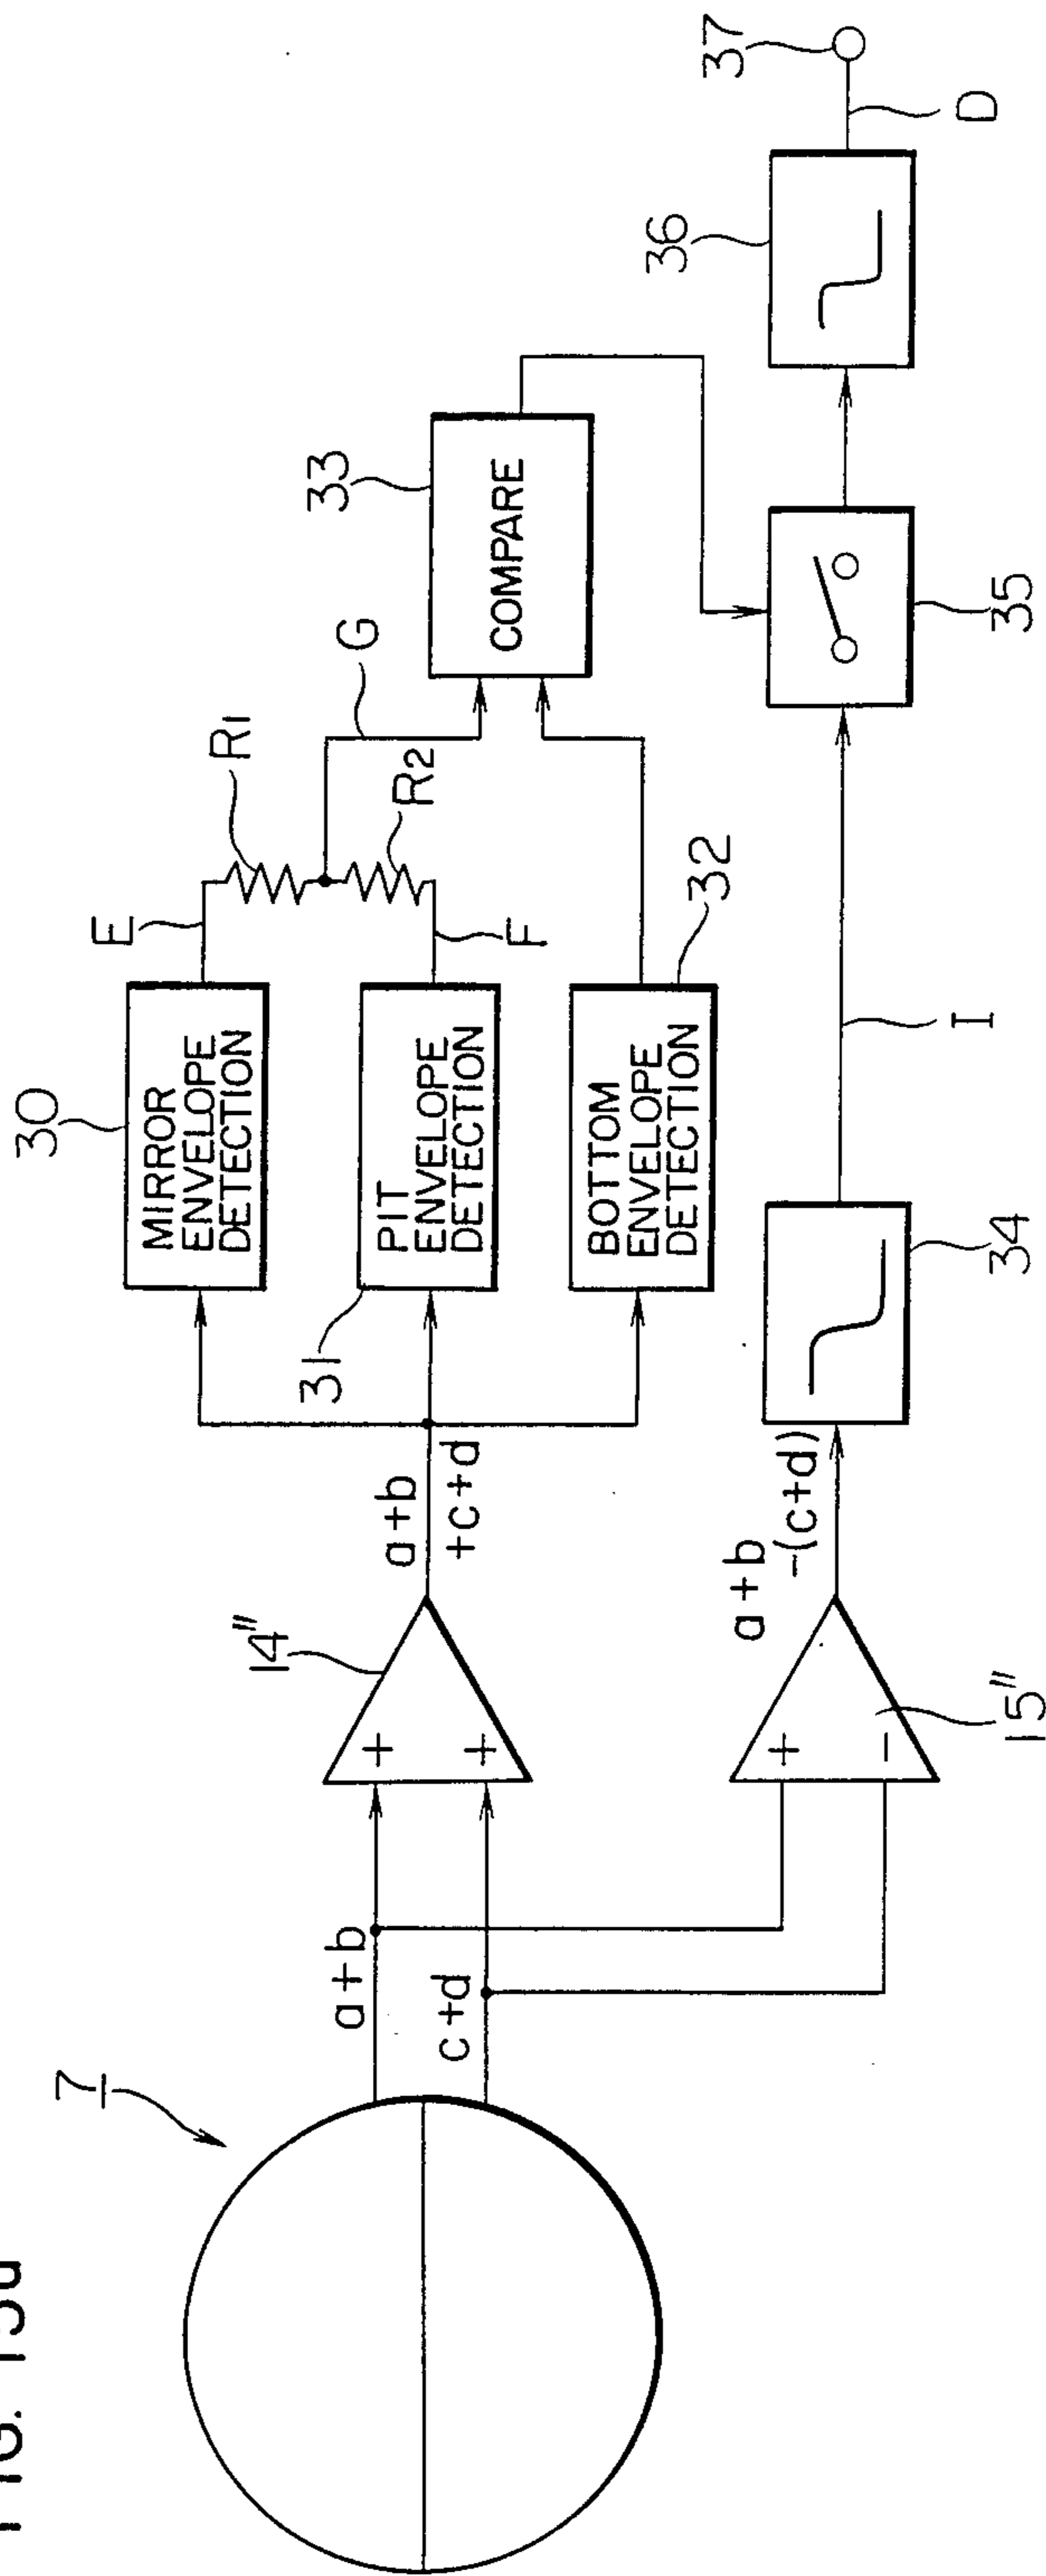 FIG.
7
a+b
c+d
14"
a+b
+c+d
15"
a+b
-(c+d)
30
MIRROR
ENVELOPE
DETECTION
31
PIT
ENVELOPE
DETECTION
BOTTOM
ENVELOPE
DETECTION
32
34
E
R1
F
R2
G
I
33
COMPARE
35
36
37
D